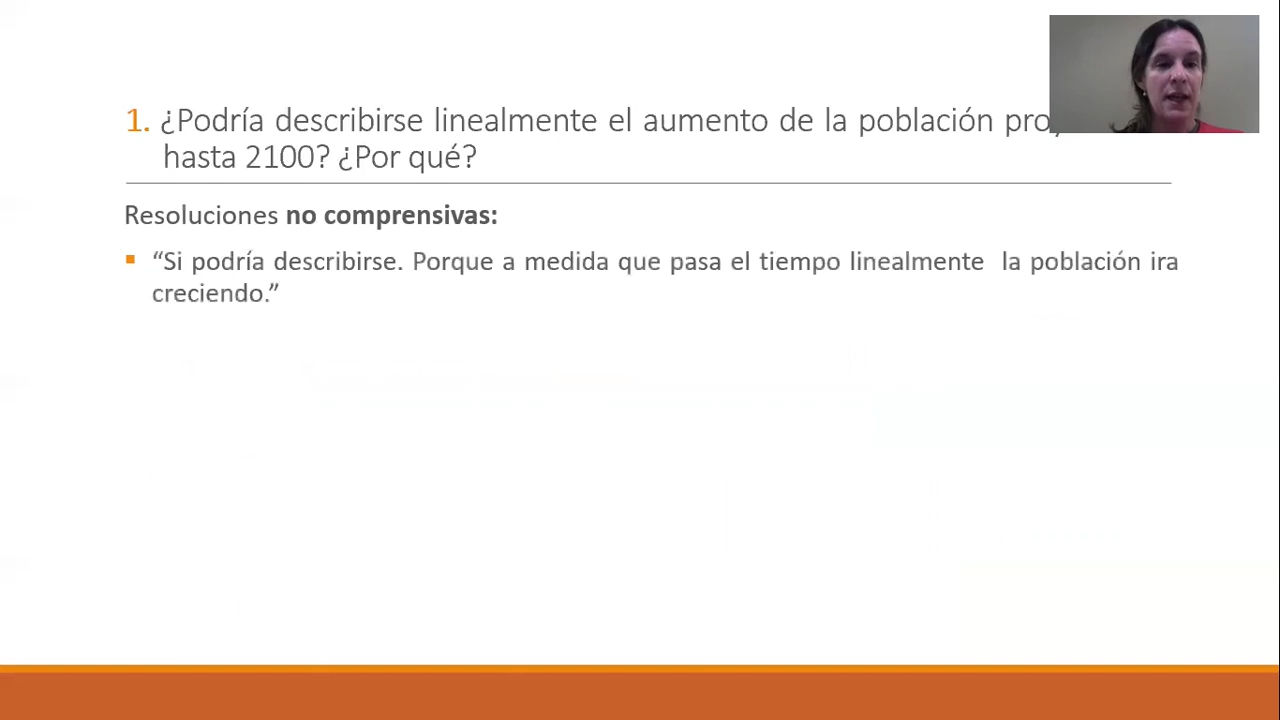 1. ¿Podría describirse linealmente el aumento de la población
hasta 2100? ¿Por qué?
Resoluciones no comprensivas:
“Si podría describirse. Porque a medida que pasa el tiempo linealmente la población ira
creciendo.”